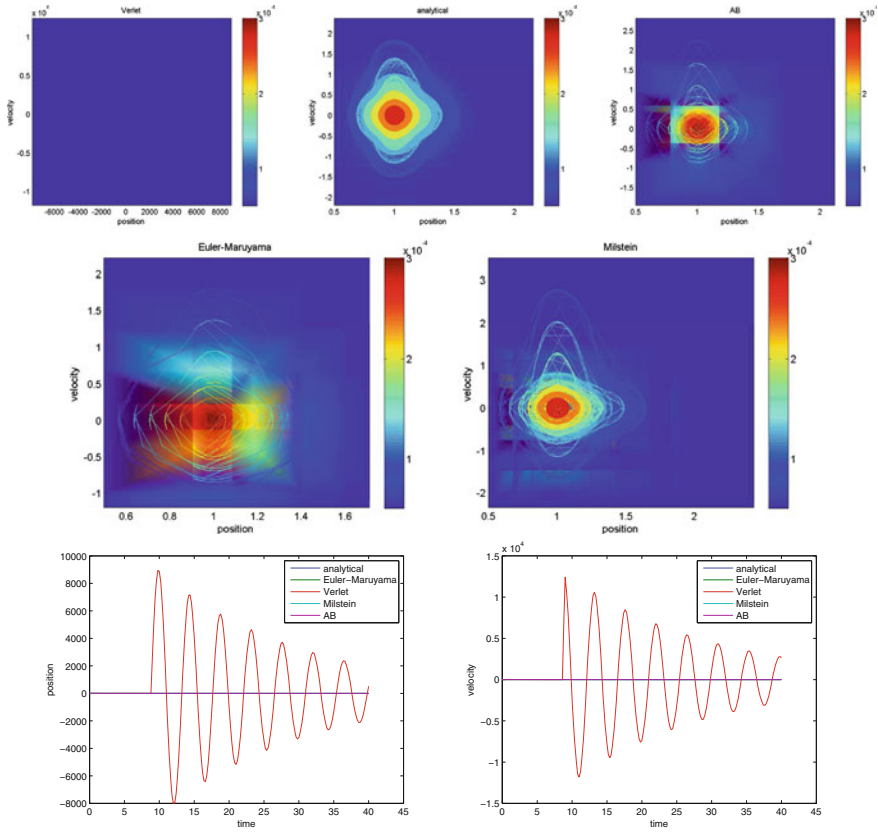 Verlet
x 10⁴
1
0.5
0
-0.5
-1
velocity
-6000 -4000 -2000 0 2000 4000 6000 8000
position
3
2
1
analytical
2
1.5
1
0.5
0
-0.5
-1
-1.5
-2
velocity
0.5 1 1.5 2
position
3
2
1
AB
2.5
2
1.5
1
0.5
0
-0.5
-1
-1.5
velocity
0.5 1 1.5 2
position
3
2
1
Euler-Maruyama
2
1.5
1
0.5
0
-0.5
-1
velocity
0.6 0.8 1 1.2 1.4 1.6
position
x 10⁻⁴
3
2
1
Milstein
3
2
1
0
-1
-2
velocity
0.5 1 1.5 2
position
x 10⁻⁴
3
2
1
10000
8000
6000
4000
2000
0
−2000
−4000
−6000
−8000
position
0 5 10 15 20 25 30 35 40 45
time
analytical
Euler−Maruyama
Verlet
Milstein
AB
x 10⁴
1.5
1
0.5
0
−0.5
−1
−1.5
velocity
0 5 10 15 20 25 30 35 40 45
time
analytical
Euler−Maruyama
Verlet
Milstein
AB